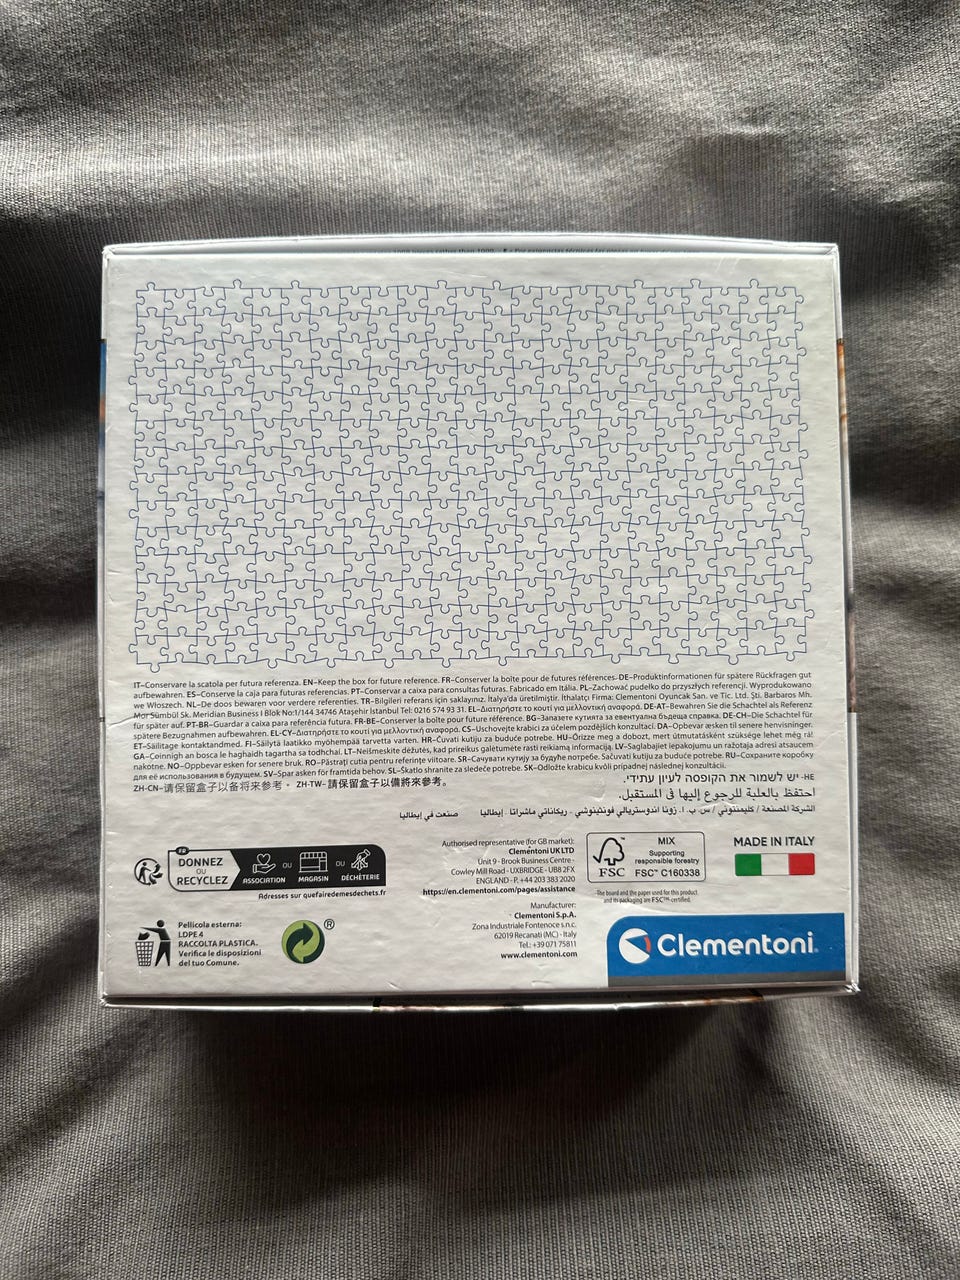 1008 pieces rather than 1000.
IT–Conservare la scatola per futura referenza. EN–Keep the box for future reference. FR–Conserver la boîte pour de futures références. DE–Produktinformationen für spätere Rückfragen gut
aufbewahren. ES–Conserve la caja para futuras referencias. PT–Conservar a caixa para consultas futuras. Fabricado em Itália. PL–Zachować pudełko do przyszłych referencji. Wyprodukowano
we Włoszech. NL–De doos bewaren voor verdere referenties. TR–Bilgileri referans için saklayınız. İtalya'da üretilmiştir. İthalatçı Firma: Clementoni Oyuncak San. ve Tic. Ltd. Şti. Barbaros Mh.
Mor Sümbül Sk. Meridian Business I Blok No:1/144 34746 Ataşehir İstanbul Tel: 0216 574 93 31. EL–Διατηρήστε το κουτί για μελλοντική αναφορά. DE-AT–Bewahren Sie die Schachtel als Referenz
für später auf. PT-BR–Guardar a caixa para referência futura. FR-BE–Conserver la boîte pour future référence. BG–Запазете кутията за евентуална бъдеща справка. DE-CH–Die Schachtel für
spätere Bezugnahmen aufbewahren. EL-CY–Διατηρήστε το κουτί για μελλοντική αναφορά. CS–Uschovejte krabici za účelem pozdějších konzultací. DA–Opbevar æsken til senere henvisninger.
ET–Säilitage kontaktandmed. FI–Säilytä laatikko myöhempää tarvetta varten. HR–Čuvati kutiju za buduće potrebe. HU–Őrizze meg a dobozt, mert útmutatásként szüksége lehet még rá!
GA–Coinnigh an bosca le haghaidh tagartha sa todhchaí. LT–Neišmeskite dėžutės, kad prireikus galėtumėte rasti reikiamą informaciją. LV–Saglabājiet iepakojumu un ražotāja adresi atsaucem
nākotnē. NO–Oppbevar esken for senere bruk. RO–Păstrați cutia pentru referințe viitoare. SR–Сачувати кутију за будуће потребе. Sačuvati kutiju za buduće potrebe. RU–Сохраните коробку
для её использования в будущем. SV–Spar asken för framtida behov. SL–Škatlo shranite za sledeče potrebe. SK–Odložte krabicu kvôli prípadnej následnej konzultácii.
ZH-CN–请保留盒子以备将来参考。 ZH-TW–請保留盒子以備將來參考。
HE- יש לשמור את הקופסה לעיון עתידי.
احتفظ بالعلبة للرجوع إليها في المستقبل.
الشركة المصنعة / كليمنتوني / س . ب . ا . زونا اندوستريالي فونتينوتشي . ريكاناتي ماشراتا . إيطاليا صنعت في إيطاليا
FR
DONNEZ
OU
RECYCLEZ
ASSOCIATION
OU
MAGASIN
OU
DÉCHÈTERIE
Adresses sur quefairedemesdechets.fr
Pellicola esterna:
LDPE 4
RACCOLTA PLASTICA.
Verifica le disposizioni
del tuo Comune.
®
Authorised representative (for GB market):
Clementoni UK LTD
Unit 9 - Brook Business Centre -
Cowley Mill Road - UXBRIDGE - UB8 2FX
ENGLAND - P. +44 203 383 2020
https://en.clementoni.com/pages/assistance
Manufacturer:
Clementoni S.p.A.
Zona Industriale Fontenoce s.n.c.
62019 Recanati (MC) - Italy
Tel.: +39 071 75811
www.clementoni.com
FSC™
MIX
Supporting
responsible forestry
FSC™ C160338
The board and the paper used for this product
and its packaging are FSC™-certified.
MADE IN ITALY
Clementoni®